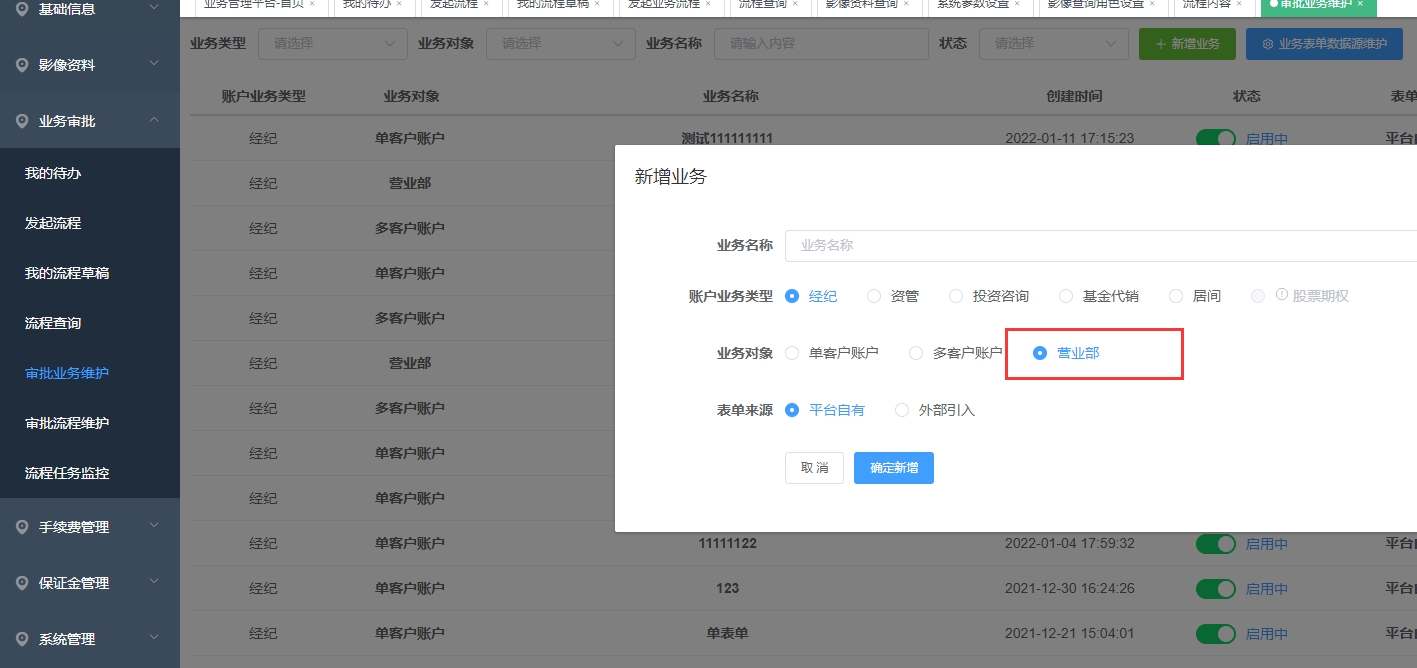 基础信息
影像资料
业务审批
我的待办
发起流程
我的流程草稿
流程查询
审批业务维护
审批流程维护
流程任务监控
手续费管理
保证金管理
系统管理
业务管理平台-首页 × 我的待办 × 发起流程 × 我的流程草稿 × 发起业务流程 × 流程查询 × 影像资料查询 × 系统参数设置 × 影像查询角色设置 × 流程内容 × 审批业务维护 ×
业务类型 请选择 业务对象 请选择 业务名称 请输入内容 状态 请选择 + 新增业务 业务表单数据源维护
账户业务类型 业务对象 业务名称 创建时间 状态 表单
经纪 单客户账户 测试111111111 2022-01-11 17:15:23 启用中 平台自
经纪 营业部
经纪 多客户账户
经纪 单客户账户
经纪 多客户账户
经纪 营业部
经纪 多客户账户
经纪 单客户账户
经纪 单客户账户
经纪 单客户账户 11111122 2022-01-04 17:59:32 启用中 平台自
经纪 单客户账户 123 2021-12-30 16:24:26 启用中 平台自
经纪 单客户账户 单表单 2021-12-21 15:04:01 启用中 平台自
新增业务
业务名称 业务名称
账户业务类型 经纪 资管 投资咨询 基金代销 居间 股票期权
业务对象 单客户账户 多客户账户 营业部
表单来源 平台自有 外部引入
取 消 确定新增